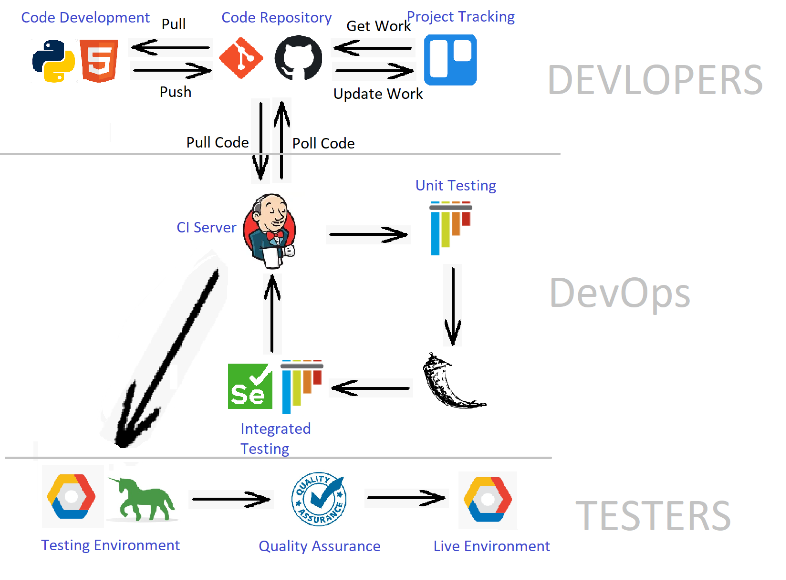 Code Development
Pull
Code Repository
Get Work
Project Tracking
Push
Update Work
DEVLOPERS
Pull Code
Poll Code
Unit Testing
CI Server
DevOps
Se
Integrated
Testing
QUALITY
ASSURANCE
TESTERS
Testing Environment
Quality Assurance
Live Environment